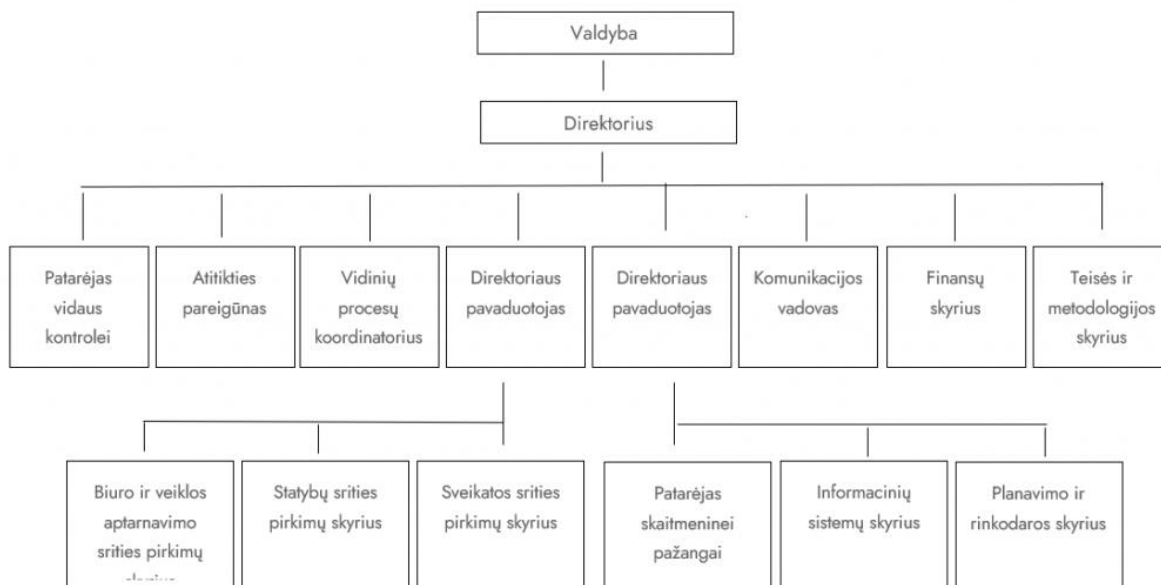 Valdyba
Direktorius
Patarėjas
vidaus
kontrolei
Atitikties
pareigūnas
Vidinių
procesų
koordinatorius
Direktoriaus
pavaduotojas
Direktoriaus
pavaduotojas
Komunikacijos
vadovas
Finansų
skyrius
Teisės ir
metodologijos
skyrius
Biuro ir veiklos
aptarnavimo
srities pirkimų
Statybų srities
pirkimų skyrius
Sveikatos srities
pirkimų skyrius
Patarėjas
skaitmeninei
pažangai
Informacinių
sistemų skyrius
Planavimo ir
rinkodaros skyrius